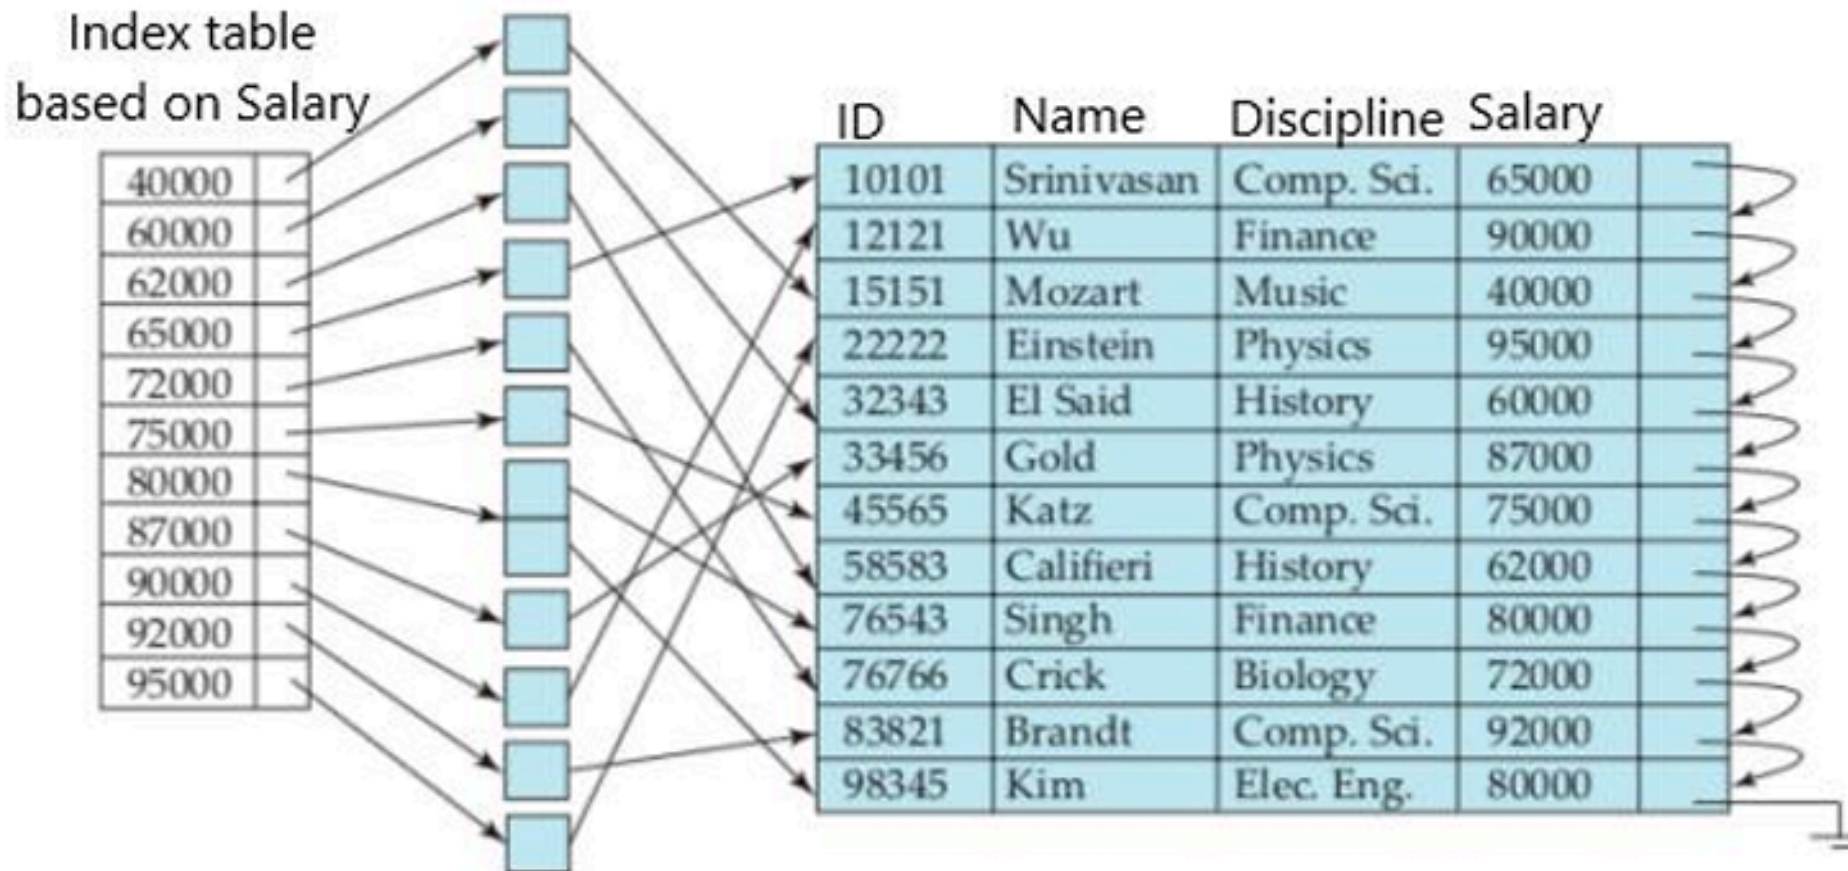 Index table
based on Salary
40000
60000
62000
65000
72000
75000
80000
87000
90000
92000
95000
ID Name Discipline Salary
10101 Srinivasan Comp. Sci. 65000
12121 Wu Finance 90000
15151 Mozart Music 40000
22222 Einstein Physics 95000
32343 El Said History 60000
33456 Gold Physics 87000
45565 Katz Comp. Sci. 75000
58583 Califieri History 62000
76543 Singh Finance 80000
76766 Crick Biology 72000
83821 Brandt Comp. Sci. 92000
98345 Kim Elec. Eng. 80000